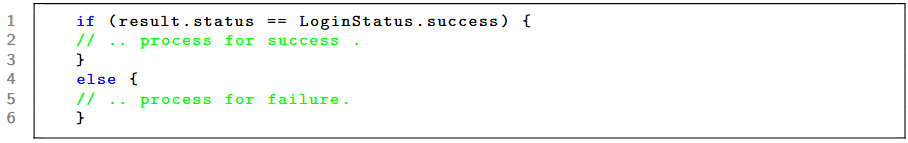 1 if (result.status == LoginStatus.success) {
2 // .. process for success .
3 }
4 else {
5 // .. process for failure.
6 }